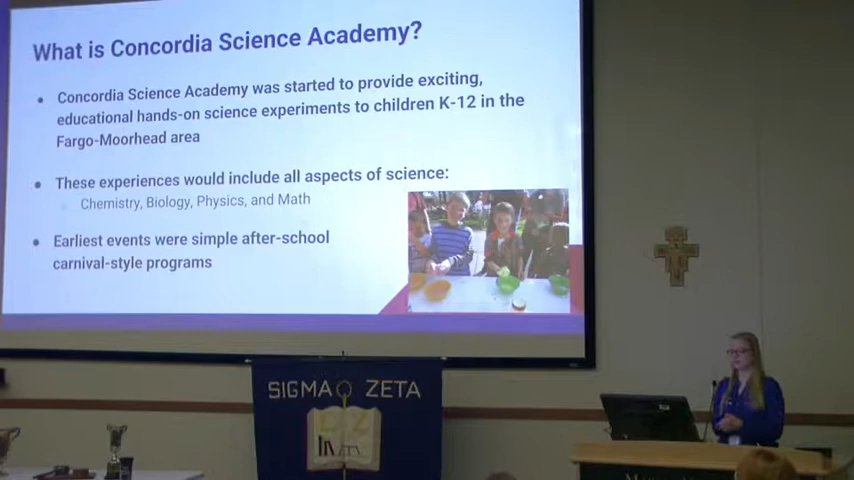 What is Concordia Science Academy?
Concordia Science Academy was started to provide exciting,
educational hands-on science experiments to children K-12 in the
Fargo-Moorhead area
These experiences would include all aspects of science:
Chemistry, Biology, Physics, and Math
Earliest events were simple after-school
carnival-style programs
SIGMA ZETA